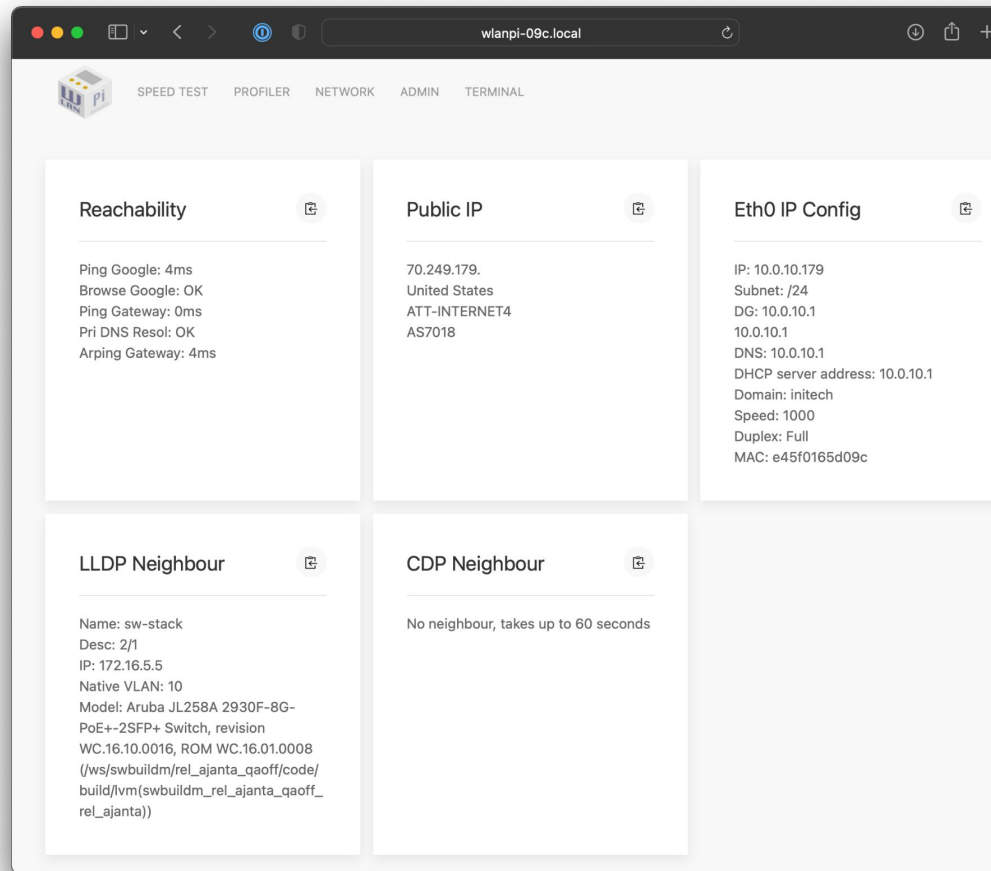 wlanpi-09c.local
W LAN Pi
SPEED TEST PROFILER NETWORK ADMIN TERMINAL
Reachability
Ping Google: 4ms
Browse Google: OK
Ping Gateway: 0ms
Pri DNS Resol: OK
Arping Gateway: 4ms
Public IP
70.249.179.
United States
ATT-INTERNET4
AS7018
Eth0 IP Config
IP: 10.0.10.179
Subnet: /24
DG: 10.0.10.1
10.0.10.1
DNS: 10.0.10.1
DHCP server address: 10.0.10.1
Domain: initech
Speed: 1000
Duplex: Full
MAC: e45f0165d09c
LLDP Neighbour
Name: sw-stack
Desc: 2/1
IP: 172.16.5.5
Native VLAN: 10
Model: Aruba JL258A 2930F-8G-
PoE+-2SFP+ Switch, revision
WC.16.10.0016, ROM WC.16.01.0008
(/ws/swbuildm/rel_ajanta_qaoff/code/
build/lvm(swbuildm_rel_ajanta_qaoff_
rel_ajanta))
CDP Neighbour
No neighbour, takes up to 60 seconds